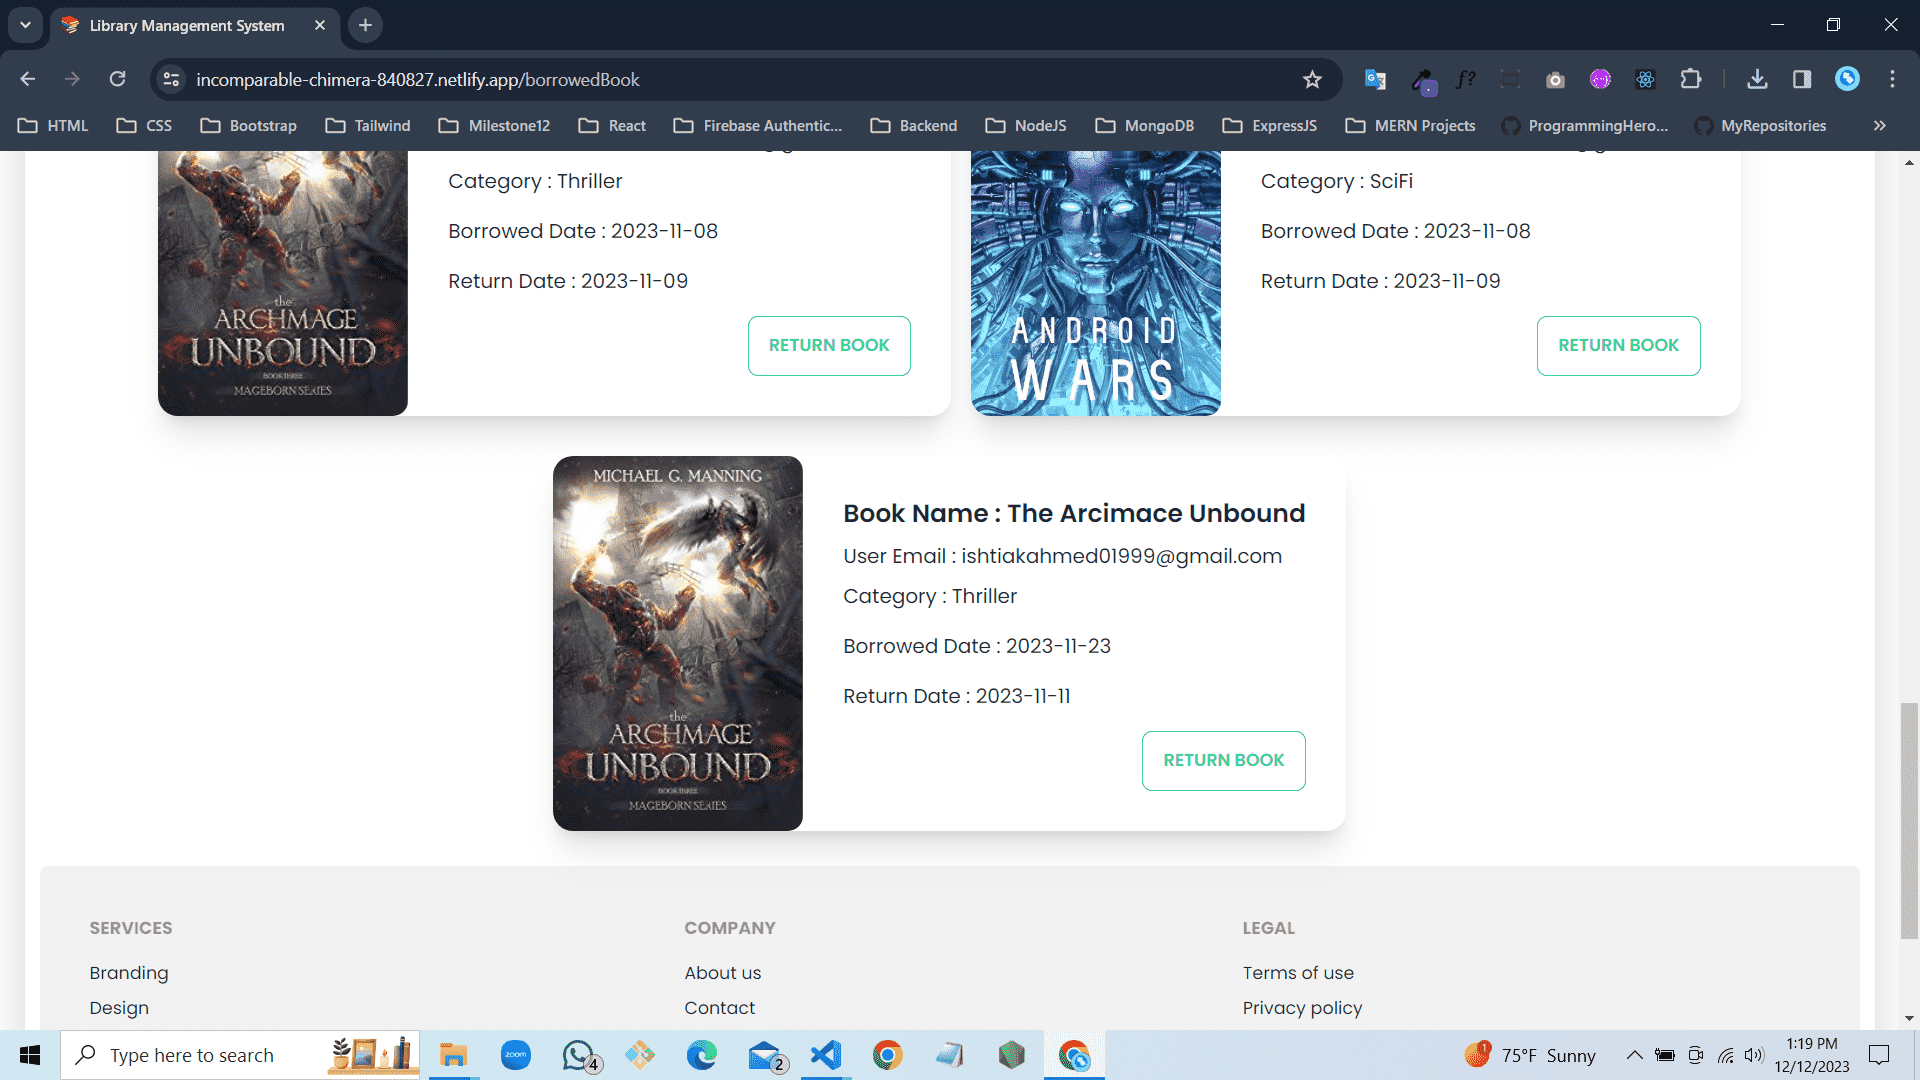 Library Management System
incomparable-chimera-840827.netlify.app/borrowedBook
HTML CSS Bootstrap Tailwind Milestone12 React Firebase Authentic... Backend NodeJS MongoDB ExpressJS MERN Projects ProgrammingHero... MyRepositories
Category : Thriller
Borrowed Date : 2023-11-08
Return Date : 2023-11-09
RETURN BOOK
the
ARCHMAGE
UNBOUND
BOOK THREE
MAGEBORN SERIES
Category : SciFi
Borrowed Date : 2023-11-08
Return Date : 2023-11-09
RETURN BOOK
ANDROID
WARS
MICHAEL G. MANNING
the
ARCHMAGE
UNBOUND
BOOK THREE
MAGEBORN SERIES
Book Name : The Arcimace Unbound
User Email : ishtiakahmed01999@gmail.com
Category : Thriller
Borrowed Date : 2023-11-23
Return Date : 2023-11-11
RETURN BOOK
SERVICES
Branding
Design
COMPANY
About us
Contact
LEGAL
Terms of use
Privacy policy
Type here to search
zoom
4
2
1
75°F Sunny
1:19 PM
12/12/2023